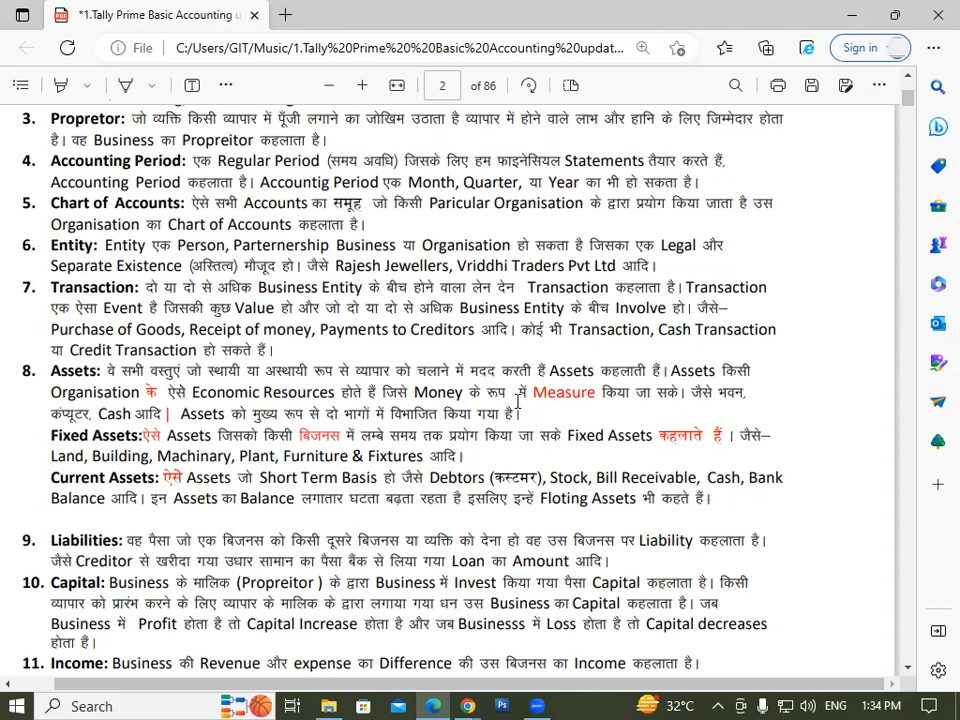 *1.Tally Prime Basic Accounting u
File
C:/Users/GIT/Music/1.Tally%20Prime%20%20Basic%20Accounting%20updat...
Sign in
2 of 86
3. Propretor: जो व्यक्ति किसी व्यापार में पूँजी लगाने का जोखिम उठाता है व्यापार में होने वाले लाभ और हानि के लिए जिम्मेदार होता
है। वह Business का Propreitor कहलाता है।
4. Accounting Period: एक Regular Period (समय अवधि) जिसके लिए हम फाइनेसियल Statements तैयार करते हैं,
Accounting Period कहलाता है। Accountig Period एक Month, Quarter, या Year का भी हो सकता है।
5. Chart of Accounts: ऐसे सभी Accounts का समूह जो किसी Paricular Organisation के द्वारा प्रयोग किया जाता है उस
Organisation का Chart of Accounts कहलाता है।
6. Entity: Entity एक Person, Parternership Business या Organisation हो सकता है जिसका एक Legal और
Separate Existence (अस्तित्व) मौजूद हो। जैसे Rajesh Jewellers, Vriddhi Traders Pvt Ltd आदि।
7. Transaction: दो या दो से अधिक Business Entity के बीच होने वाला लेन देन Transaction कहलाता है। Transaction
एक ऐसा Event है जिसकी कुछ Value हो और जो दो या दो से अधिक Business Entity के बीच Involve हो। जैसे–
Purchase of Goods, Receipt of money, Payments to Creditors आदि। कोई भी Transaction, Cash Transaction
या Credit Transaction हो सकते हैं।
8. Assets: वे सभी वस्तुएं जो स्थायी या अस्थायी रूप से व्यापार को चलाने में मदद करती हैं Assets कहलाती हैं। Assets किसी
Organisation के ऐसे Economic Resources होते हैं जिसे Money के रूप में Measure किया जा सके। जैसे भवन,
कंप्यूटर, Cash आदि | Assets को मुख्य रूप से दो भागों में विभाजित किया गया है।
Fixed Assets:ऐसे Assets जिसको किसी बिजनस में लम्बे समय तक प्रयोग किया जा सके Fixed Assets कहलाते हैं । जैसे–
Land, Building, Machinary, Plant, Furniture & Fixtures आदि।
Current Assets: ऐसे Assets जो Short Term Basis हो जैसे Debtors (कस्टमर), Stock, Bill Receivable, Cash, Bank
Balance आदि। इन Assets का Balance लगातार घटता बढ़ता रहता है इसलिए इन्हें Floting Assets भी कहते हैं।
9. Liabilities: वह पैसा जो एक बिजनस को किसी दूसरे बिजनस या व्यक्ति को देना हो वह उस बिजनस पर Liability कहलाता है।
जैसे Creditor से खरीदा गया उधार सामान का पैसा बैंक से लिया गया Loan का Amount आदि।
10. Capital: Business के मालिक (Propreitor ) के द्वारा Business में Invest किया गया पैसा Capital कहलाता है। किसी
व्यापार को प्रारंभ करने के लिए व्यापार के मालिक के द्वारा लगाया गया धन उस Business का Capital कहलाता है। जब
Business में Profit होता है तो Capital Increase होता है और जब Businesss में Loss होता है तो Capital decreases
होता हैं।
11. Income: Business की Revenue और expense का Difference की उस बिजनस का Income कहलाता है।
Search
32°C
ENG
1:34 PM